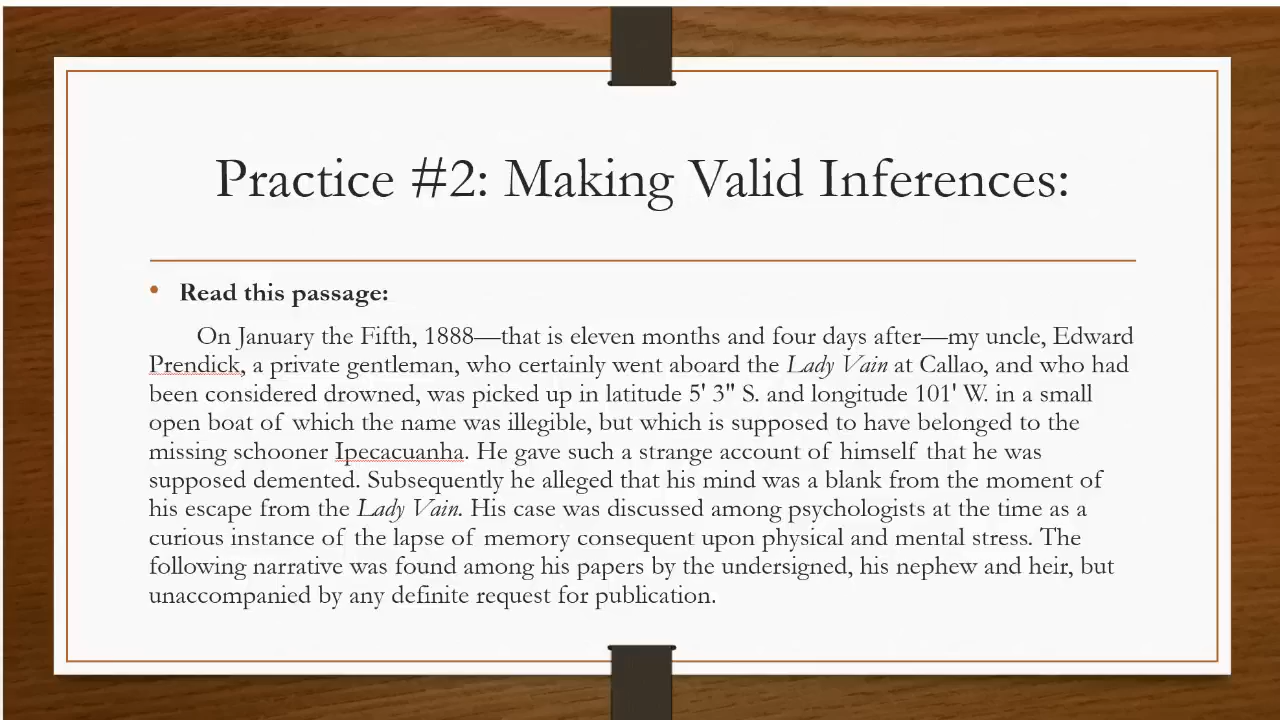 Practice #2: Making Valid Inferences:
• Read this passage:
On January the Fifth, 1888—that is eleven months and four days after—my uncle, Edward
Prendick, a private gentleman, who certainly went aboard the Lady Vain at Callao, and who had
been considered drowned, was picked up in latitude 5' 3" S. and longitude 101' W. in a small
open boat of which the name was illegible, but which is supposed to have belonged to the
missing schooner Ipecacuanha. He gave such a strange account of himself that he was
supposed demented. Subsequently he alleged that his mind was a blank from the moment of
his escape from the Lady Vain. His case was discussed among psychologists at the time as a
curious instance of the lapse of memory consequent upon physical and mental stress. The
following narrative was found among his papers by the undersigned, his nephew and heir, but
unaccompanied by any definite request for publication.